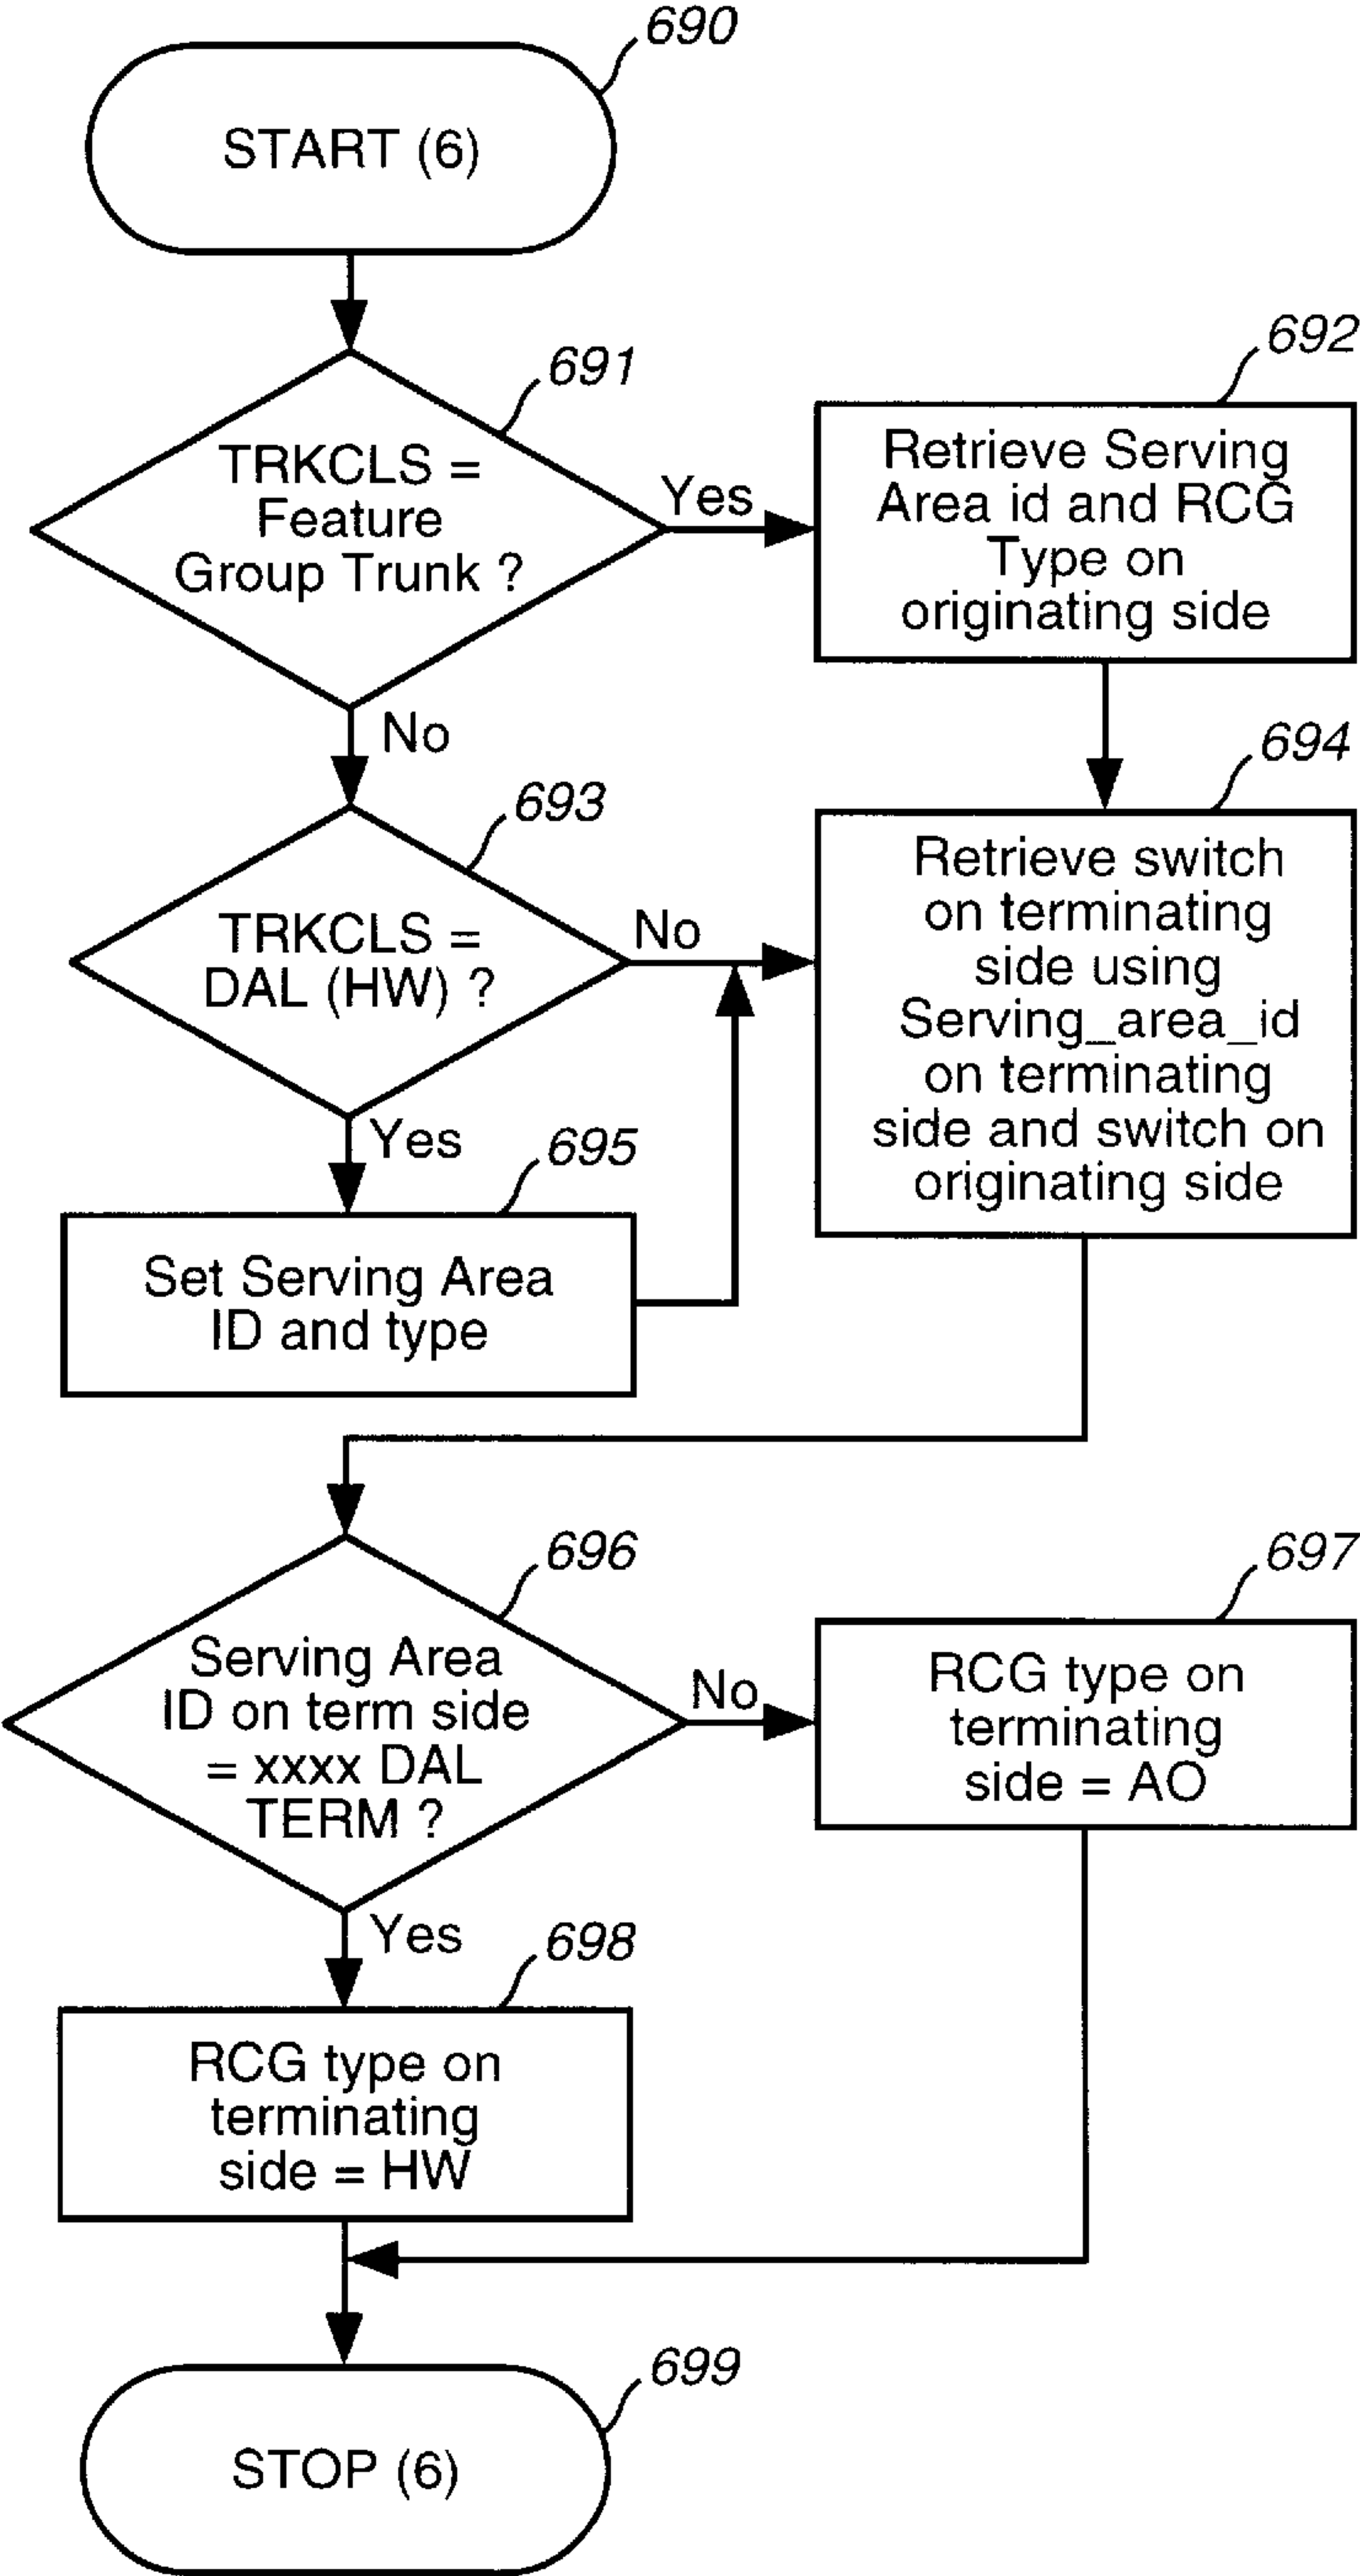 690
START (6)
691
TRKCLS =
Feature
Group Trunk ?
Yes
692
Retrieve Serving
Area id and RCG
Type on
originating side
No
693
TRKCLS =
DAL (HW) ?
No
694
Retrieve switch
on terminating
side using
Serving_area_id
on terminating
side and switch on
originating side
Yes
695
Set Serving Area
ID and type
696
Serving Area
ID on term side
= xxxx DAL
TERM ?
No
697
RCG type on
terminating
side = AO
Yes
698
RCG type on
terminating
side = HW
699
STOP (6)